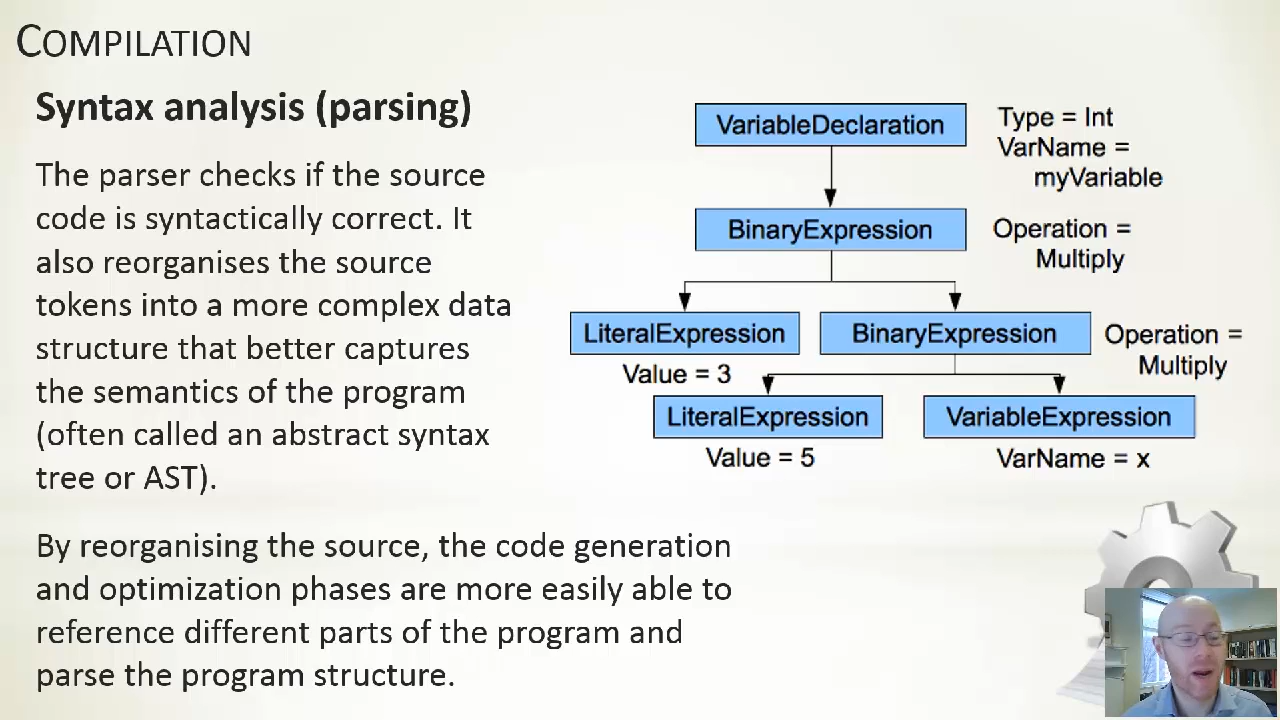 COMPILATION
Syntax analysis (parsing)
The parser checks if the source
code is syntactically correct. It
also reorganises the source
tokens into a more complex data
structure that better captures
the semantics of the program
(often called an abstract syntax
tree or AST).
By reorganising the source, the code generation
and optimization phases are more easily able to
reference different parts of the program and
parse the program structure.
VariableDeclaration
Type = Int
VarName =
myVariable
BinaryExpression
Operation =
Multiply
LiteralExpression
Value = 3
BinaryExpression
Operation =
Multiply
LiteralExpression
Value = 5
VariableExpression
VarName = x